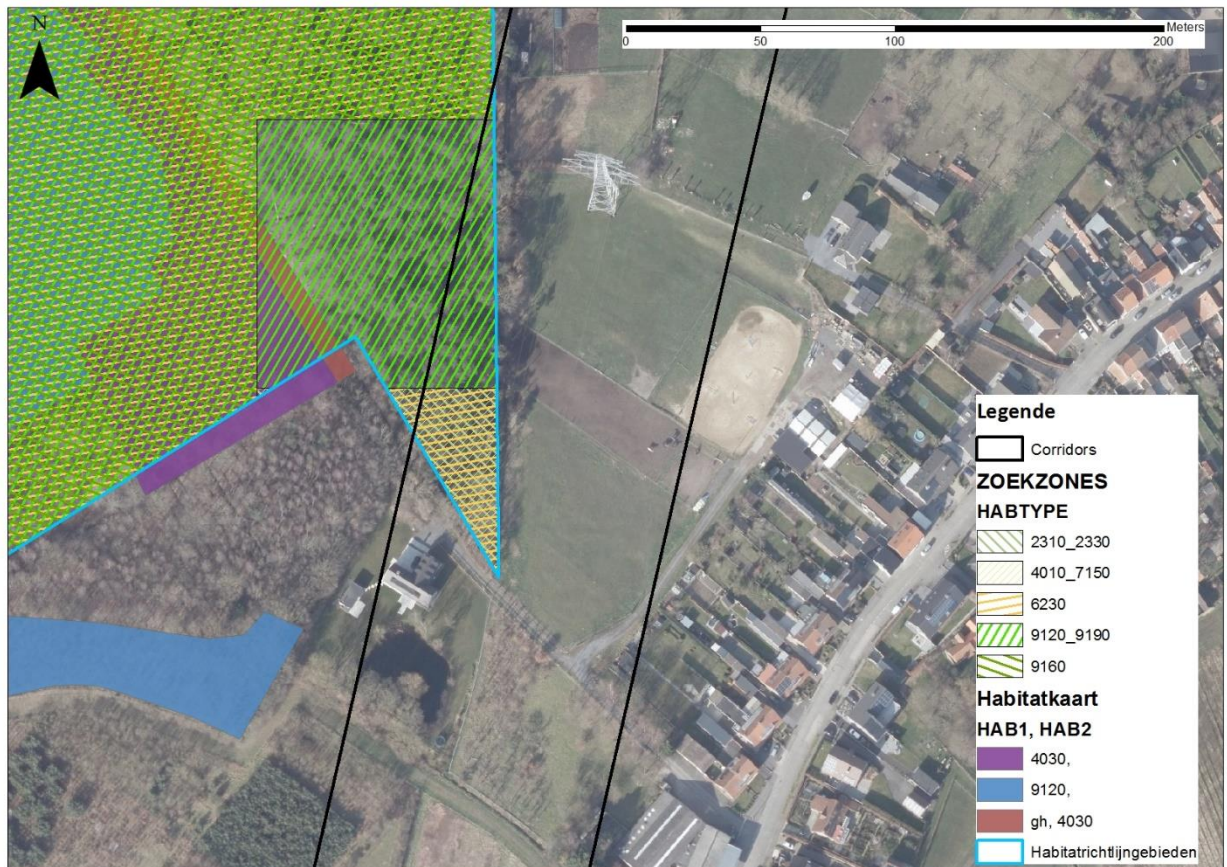 N
Meters
0 50 100 200
Legende
Corridors
ZOEKZONES
HABTYPE
2310_2330
4010_7150
6230
9120_9190
9160
Habitatkaart
HAB1, HAB2
4030,
9120,
gh, 4030
Habitatrichtlijngebieden